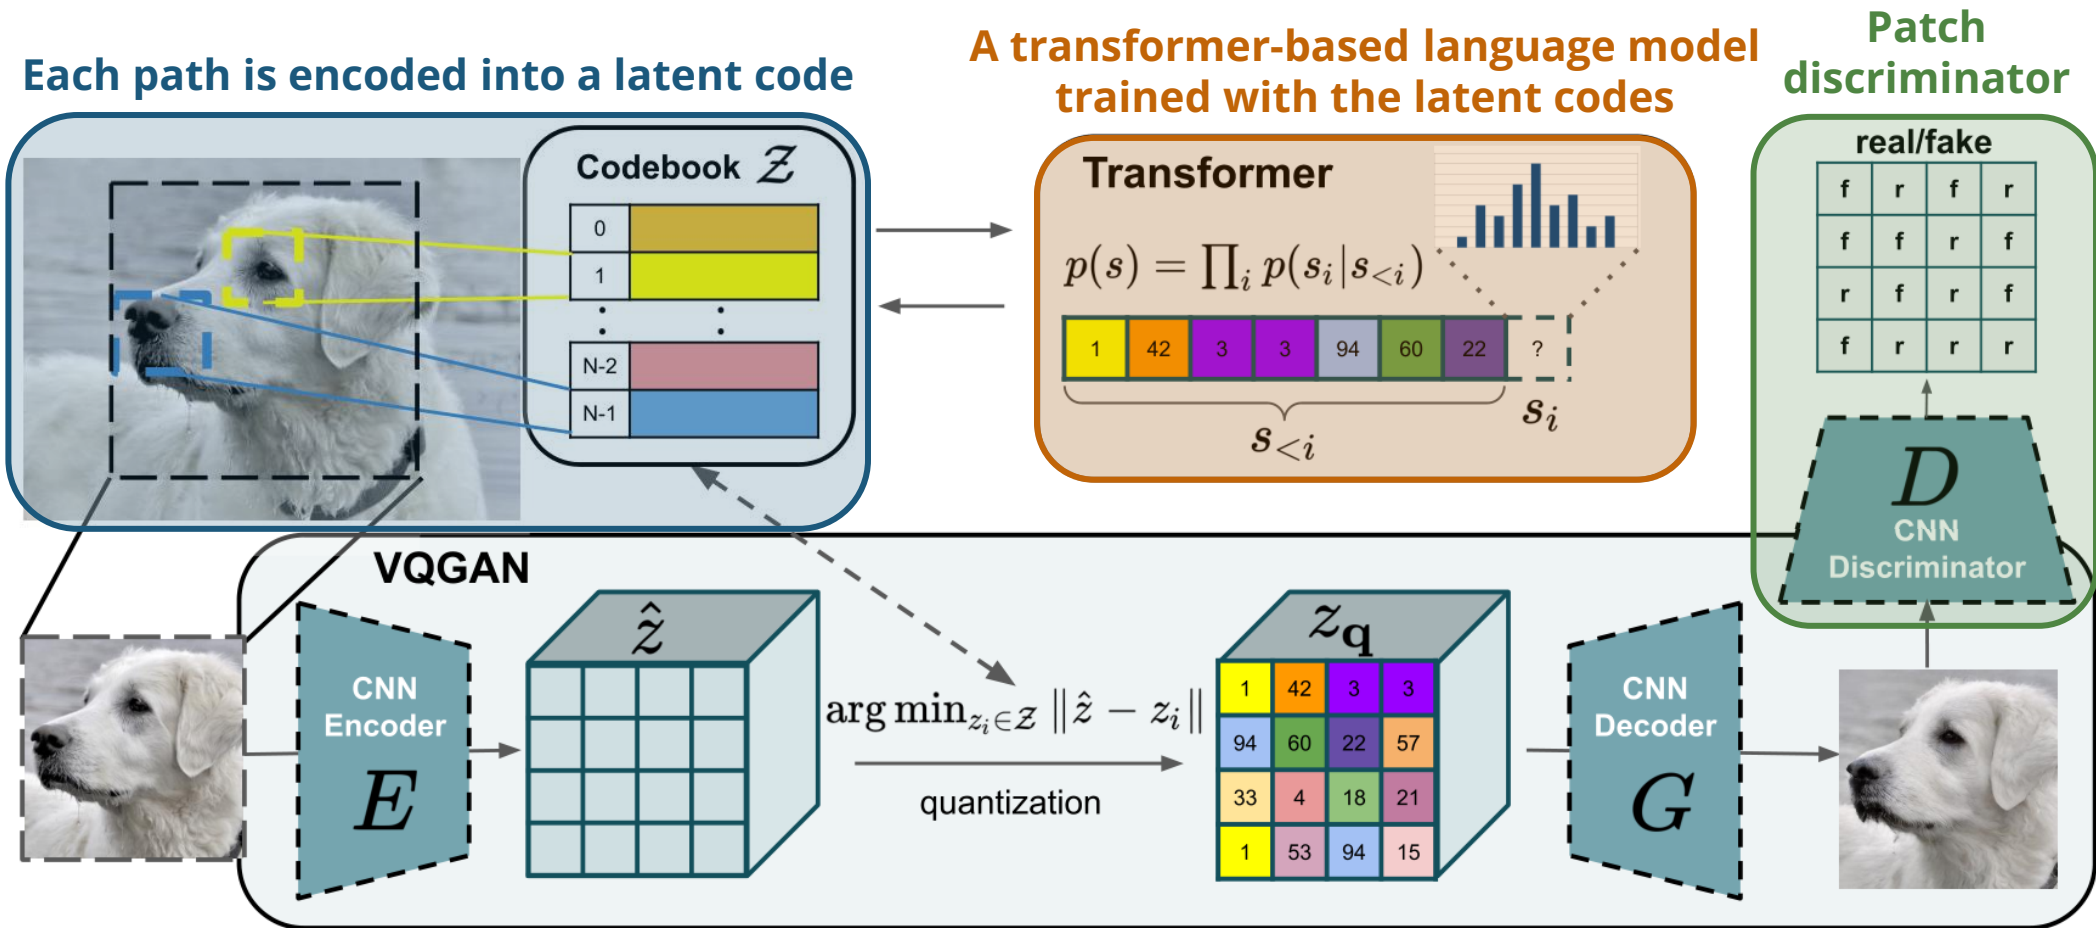 Each path is encoded into a latent code
A transformer-based language model
trained with the latent codes
Patch
discriminator
Codebook 𝒵
0
1
:
:
N-2
N-1
Transformer
p(s) = ∏ᵢ p(sᵢ|s<ᵢ)
1 42 3 3 94 60 22 ?
s<ᵢ
sᵢ
real/fake
f r f r
f f r f
r f r f
f r r r
D
CNN
Discriminator
VQGAN
CNN
Encoder
E
ẑ
arg min_{zᵢ∈𝒵} ‖ẑ − zᵢ‖
quantization
z_q
1 42 3 3
94 60 22 57
33 4 18 21
1 53 94 15
CNN
Decoder
G